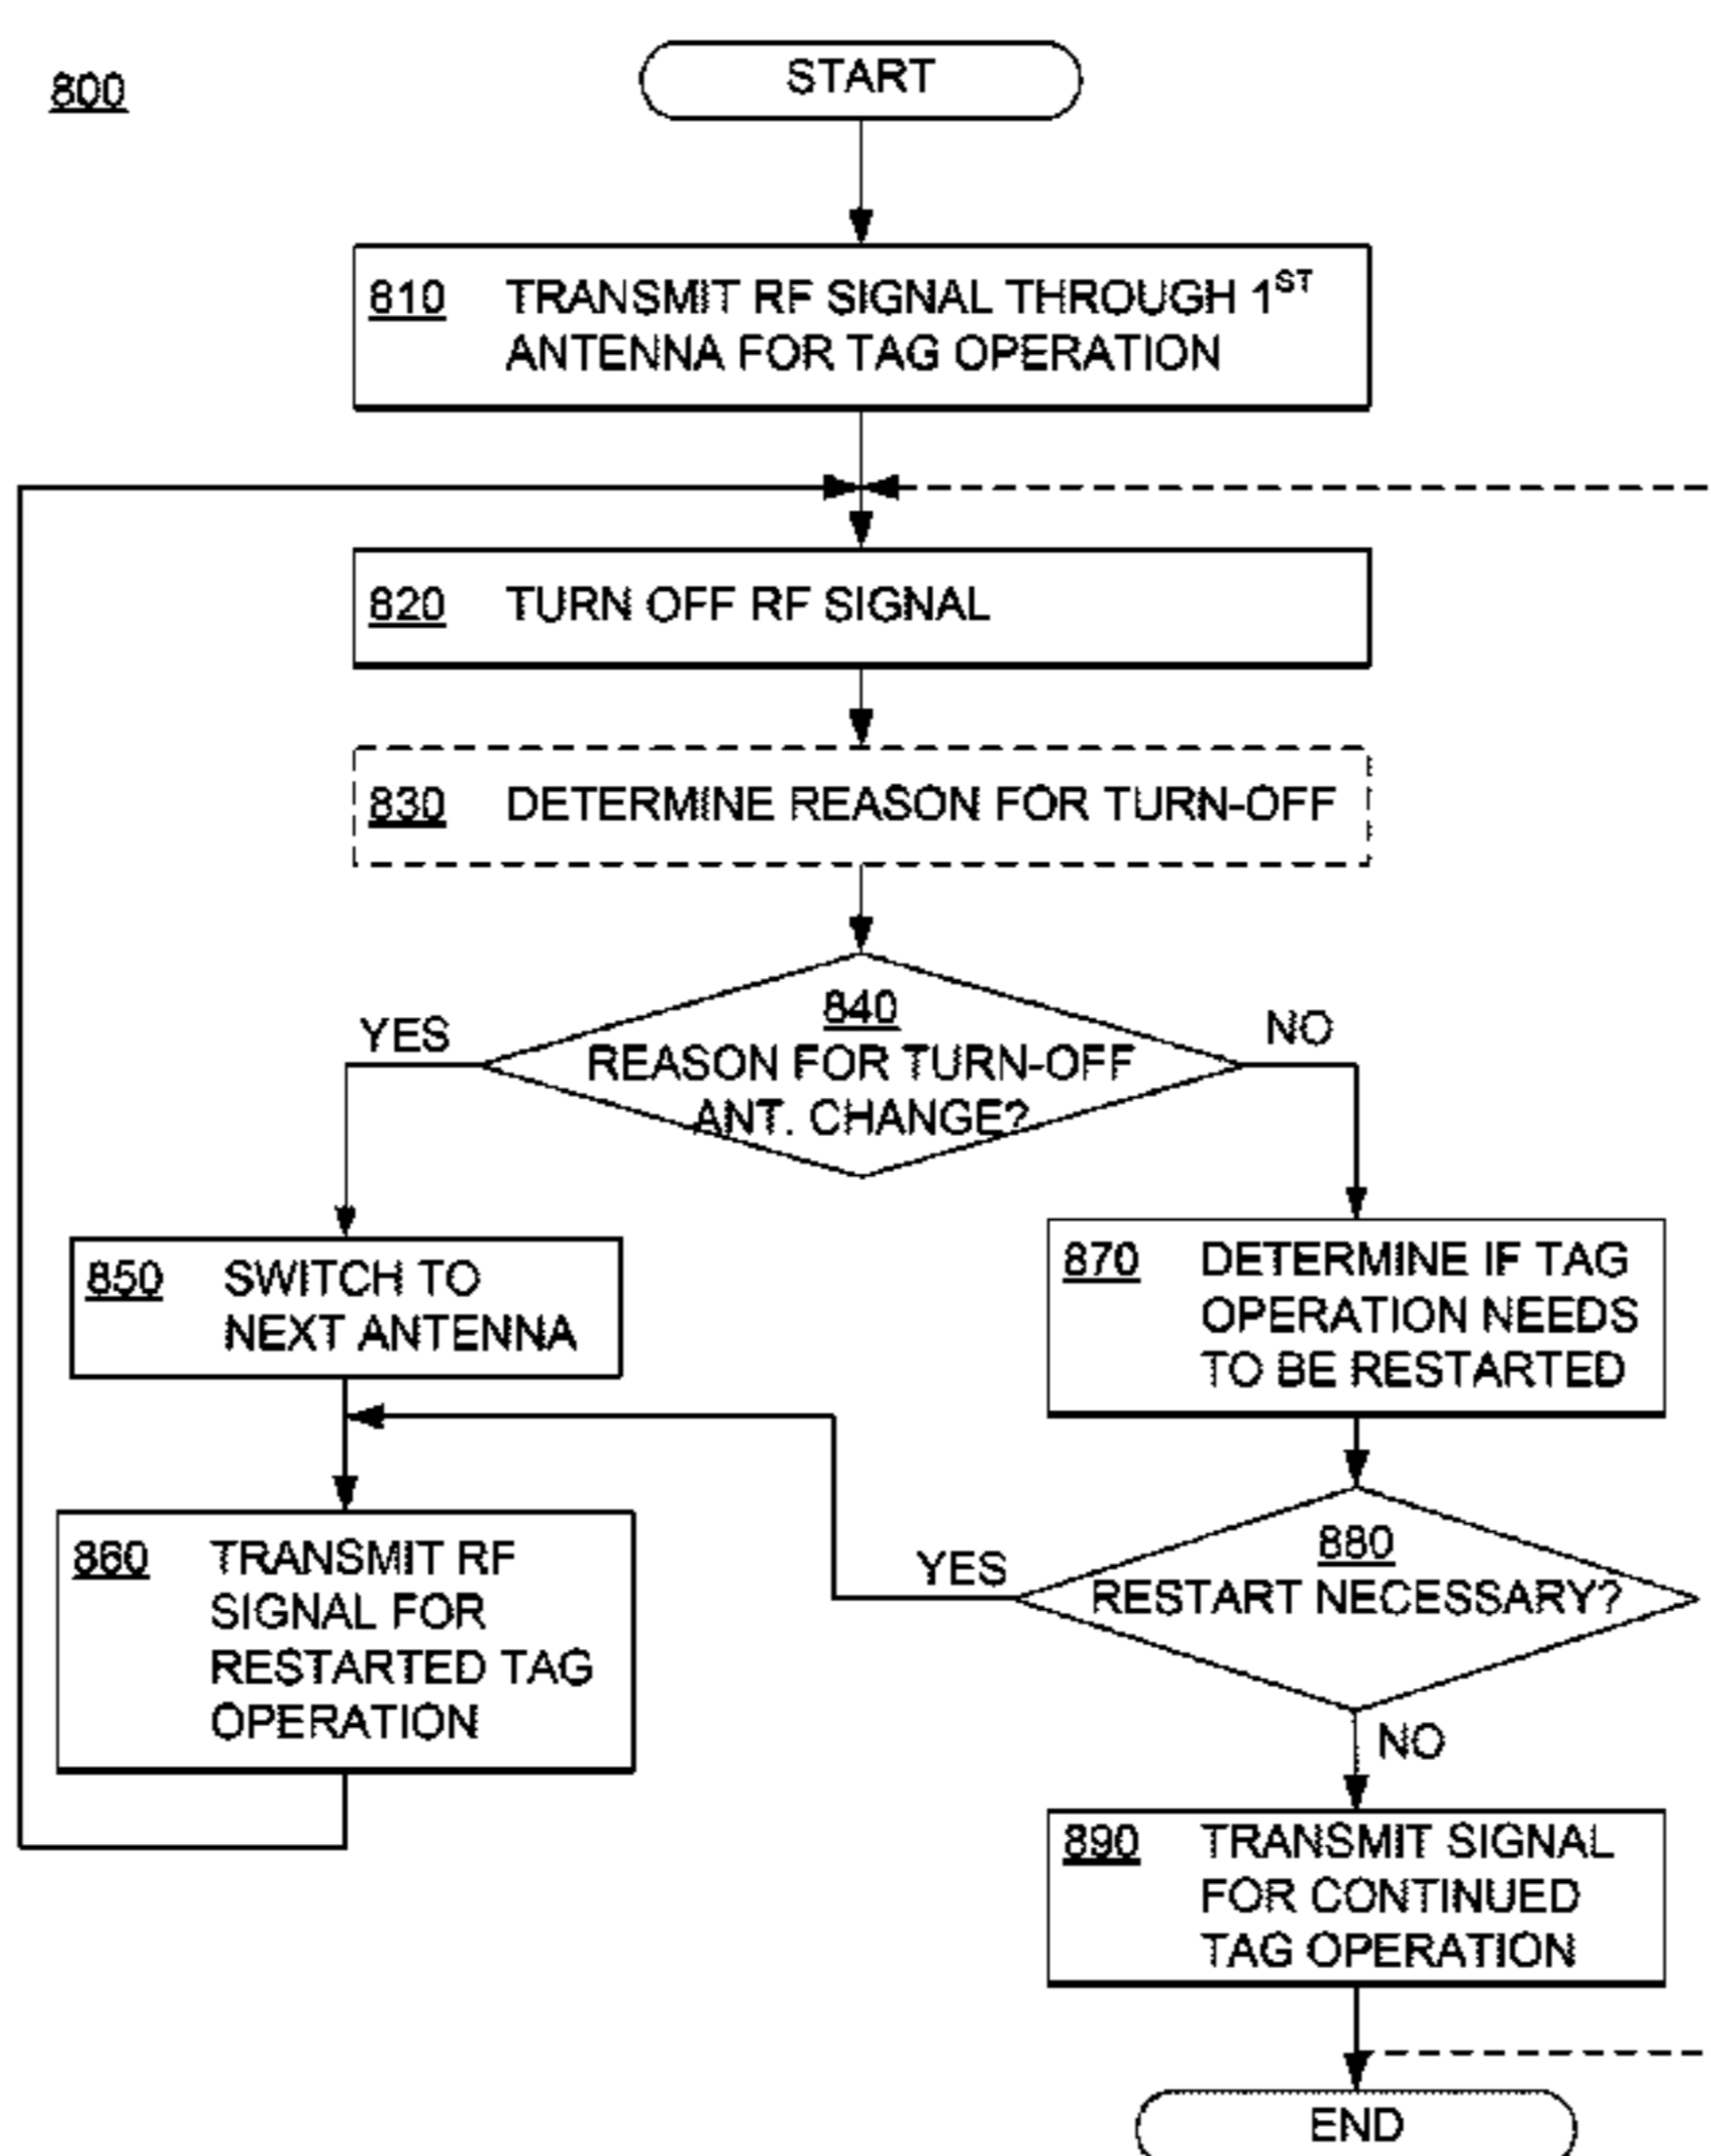 800
START
810 TRANSMIT RF SIGNAL THROUGH 1ST
ANTENNA FOR TAG OPERATION
820 TURN OFF RF SIGNAL
830 DETERMINE REASON FOR TURN-OFF
840
REASON FOR TURN-OFF
ANT. CHANGE?
YES
NO
850 SWITCH TO
NEXT ANTENNA
870 DETERMINE IF TAG
OPERATION NEEDS
TO BE RESTARTED
860 TRANSMIT RF
SIGNAL FOR
RESTARTED TAG
OPERATION
880
RESTART NECESSARY?
YES
NO
890 TRANSMIT SIGNAL
FOR CONTINUED
TAG OPERATION
END